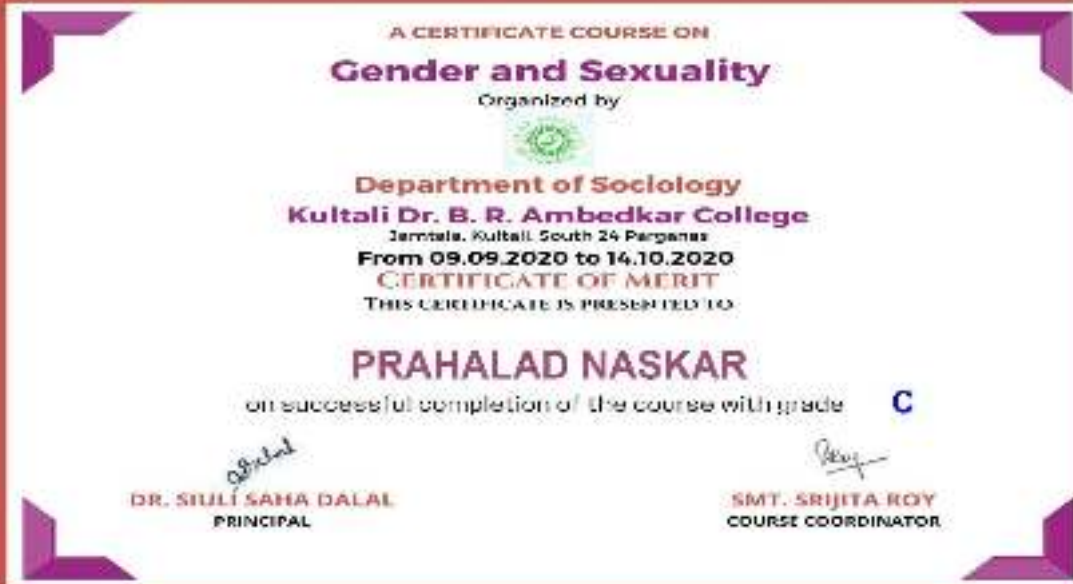 A CERTIFICATE COURSE ON
Gender and Sexuality
Organized by
Department of Sociology
Kultali Dr. B. R. Ambedkar College
Jamtala, Kultali, South 24 Parganas
From 09.09.2020 to 14.10.2020
CERTIFICATE OF MERIT
THIS CERTIFICATE IS PRESENTED TO
PRAHALAD NASKAR
on successful completion of the course with grade C
DR. SIULI SAHA DALAL
PRINCIPAL
SMT. SRIJITA ROY
COURSE COORDINATOR